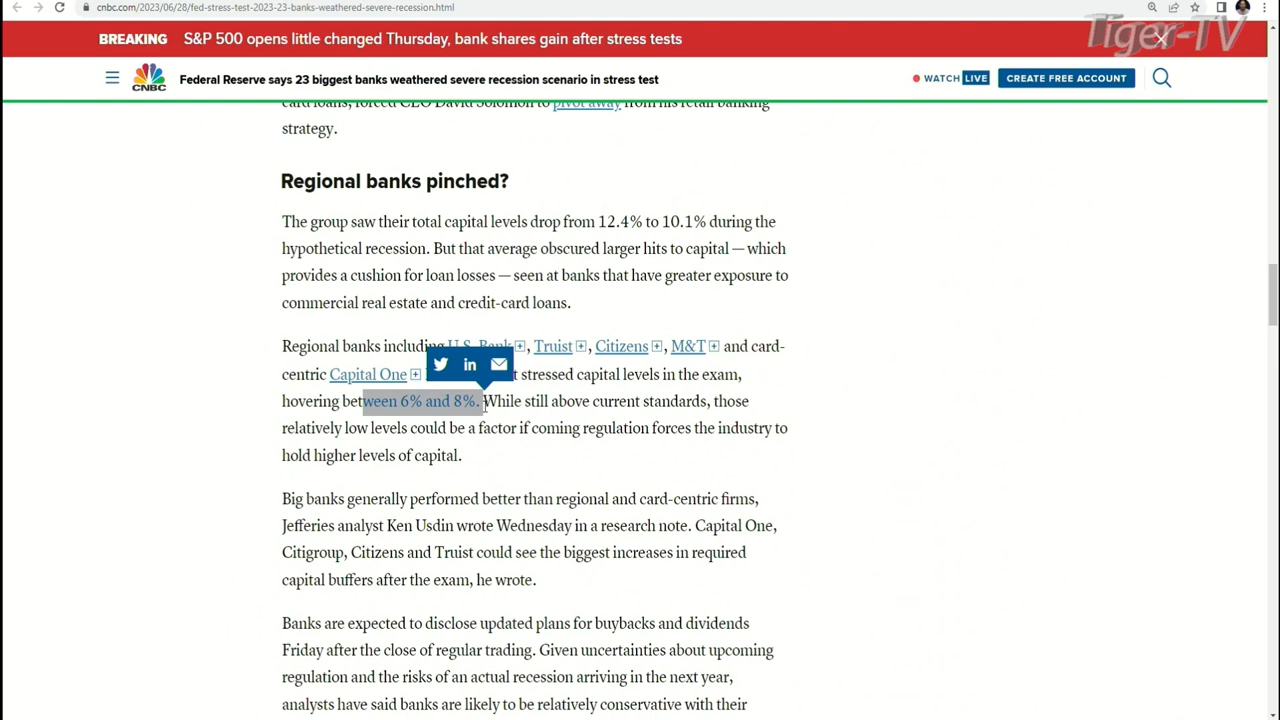 cnbc.com/2023/06/28/fed-stress-test-2023-23-banks-weathered-severe-recession.html
BREAKING S&P 500 opens little changed Thursday, bank shares gain after stress tests
Tiger-TV
CNBC
Federal Reserve says 23 biggest banks weathered severe recession scenario in stress test
WATCH LIVE
CREATE FREE ACCOUNT
card loans, forced CEO David Solomon to pivot away from his retail banking
strategy.
Regional banks pinched?
The group saw their total capital levels drop from 12.4% to 10.1% during the
hypothetical recession. But that average obscured larger hits to capital — which
provides a cushion for loan losses — seen at banks that have greater exposure to
commercial real estate and credit-card loans.
Regional banks including U.S. Bank, Truist, Citizens, M&T and card-
centric Capital One stressed capital levels in the exam,
hovering between 6% and 8%. While still above current standards, those
relatively low levels could be a factor if coming regulation forces the industry to
hold higher levels of capital.
Big banks generally performed better than regional and card-centric firms,
Jefferies analyst Ken Usdin wrote Wednesday in a research note. Capital One,
Citigroup, Citizens and Truist could see the biggest increases in required
capital buffers after the exam, he wrote.
Banks are expected to disclose updated plans for buybacks and dividends
Friday after the close of regular trading. Given uncertainties about upcoming
regulation and the risks of an actual recession arriving in the next year,
analysts have said banks are likely to be relatively conservative with their